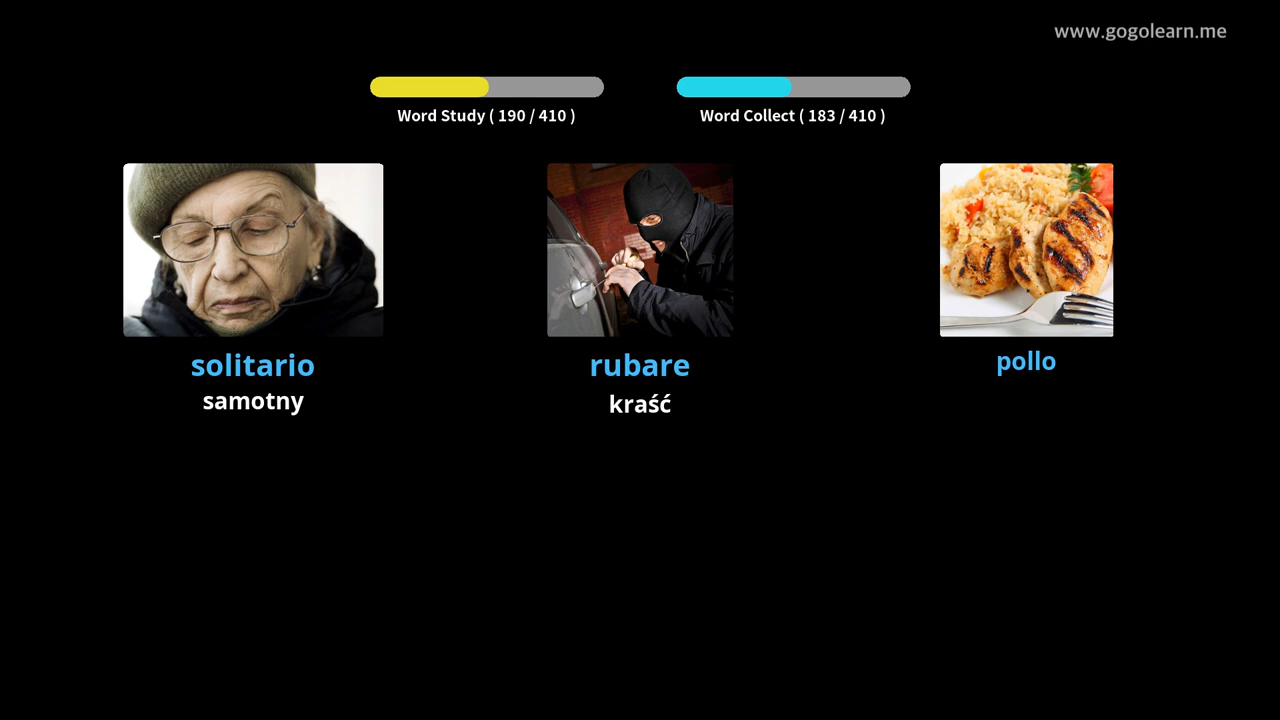 www.gogolearn.me
Word Study ( 190 / 410 )
Word Collect ( 183 / 410 )
solitario
samotny
rubare
kraść
pollo